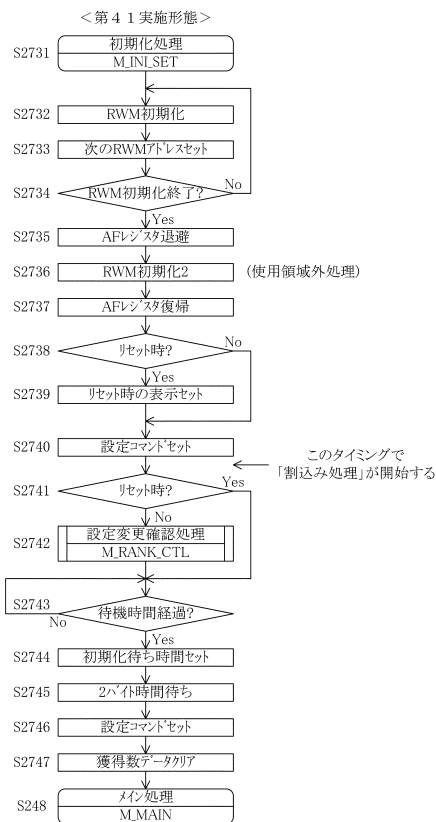 ＜第４１実施形態＞
S2731
初期化処理
M_INI_SET
S2732
RWM初期化
S2733
次のRWMアドレスセット
S2734
RWM初期化終了?
No
Yes
S2735
AFレジスタ退避
S2736
RWM初期化2
(使用領域外処理)
S2737
AFレジスタ復帰
S2738
リセット時?
No
Yes
S2739
リセット時の表示セット
S2740
設定コマンドセット
このタイミングで
「割込み処理」が開始する
S2741
リセット時?
Yes
No
S2742
設定変更確認処理
M_RANK_CTL
S2743
待機時間経過?
No
Yes
S2744
初期化待ち時間セット
S2745
2バイト時間待ち
S2746
設定コマンドセット
S2747
獲得数データクリア
S248
メイン処理
M_MAIN